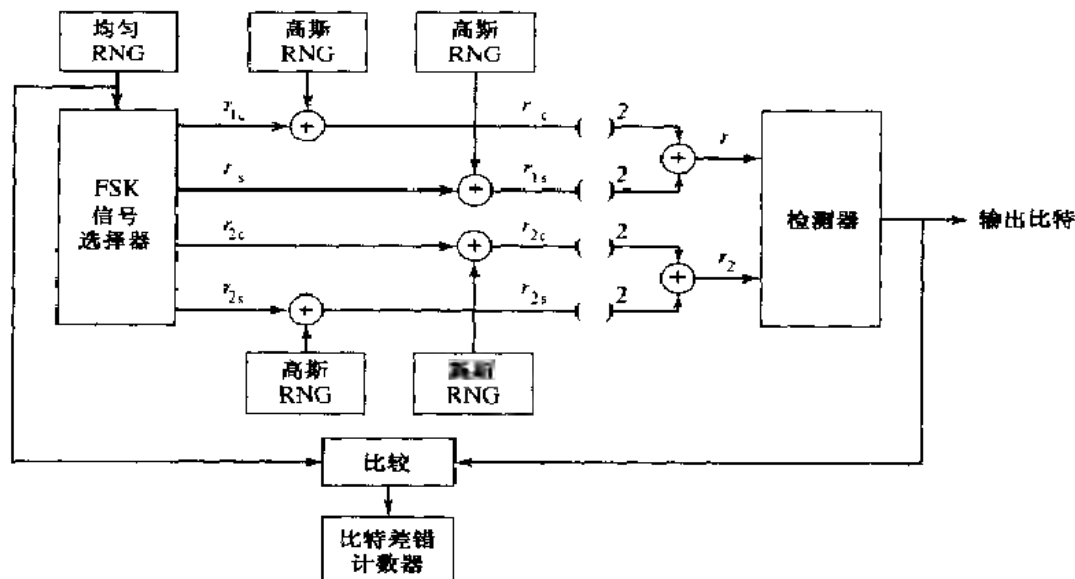 均匀
RNG
高斯
RNG
高斯
RNG
FSK
信号
选择器
r1c
rs
r2c
r2s
rc
r1s
r2c
r2s
( )2
( )2
( )2
( )2
r
r2
检测器
输出比特
高斯
RNG
RNG
比较
比特差错
计数器